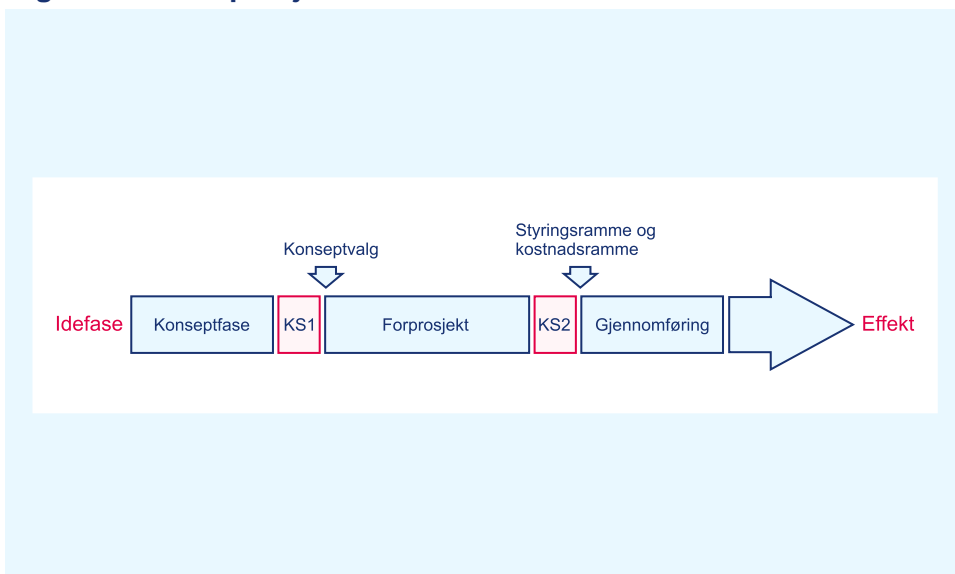 Konseptvalg
Styringsramme og
kostnadsramme
Idefase
Konseptfase
KS1
Forprosjekt
KS2
Gjennomføring
Effekt